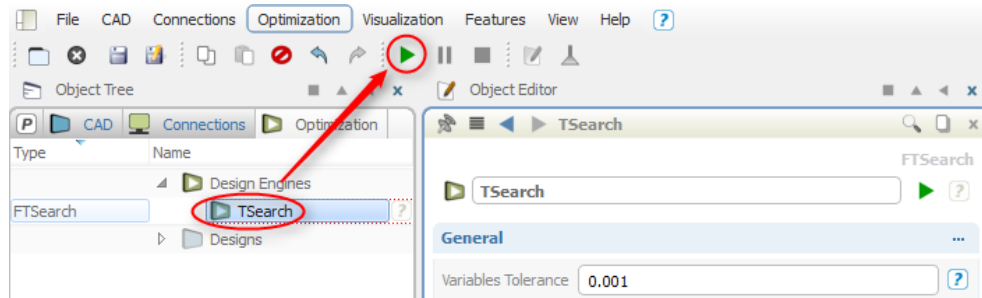 File CAD Connections Optimization Visualization Features View Help ?
Object Tree
Object Editor
P CAD Connections Optimization
TSearch
Type Name
FTSearch
Design Engines
TSearch ?
FTSearch TSearch ?
Designs
General ...
Variables Tolerance 0.001 ?